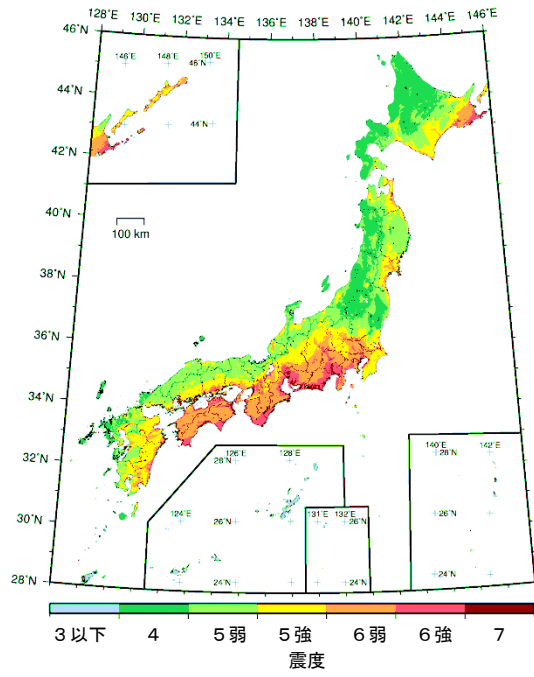 128°E 130°E 132°E 134°E 136°E 138°E 140°E 142°E 144°E 146°E
46°N
146°E 148°E 150°E
46°N
44°N
44°N
42°N
40°N
100 km
38°N
36°N
34°N
32°N
126°E 128°E
28°N
140°E 142°E
28°N
30°N
124°E
26°N
131°E 132°E
26°N
26°N
28°N
24°N
24°N
24°N
3以下 4 5弱 5強 6弱 6強 7
震度